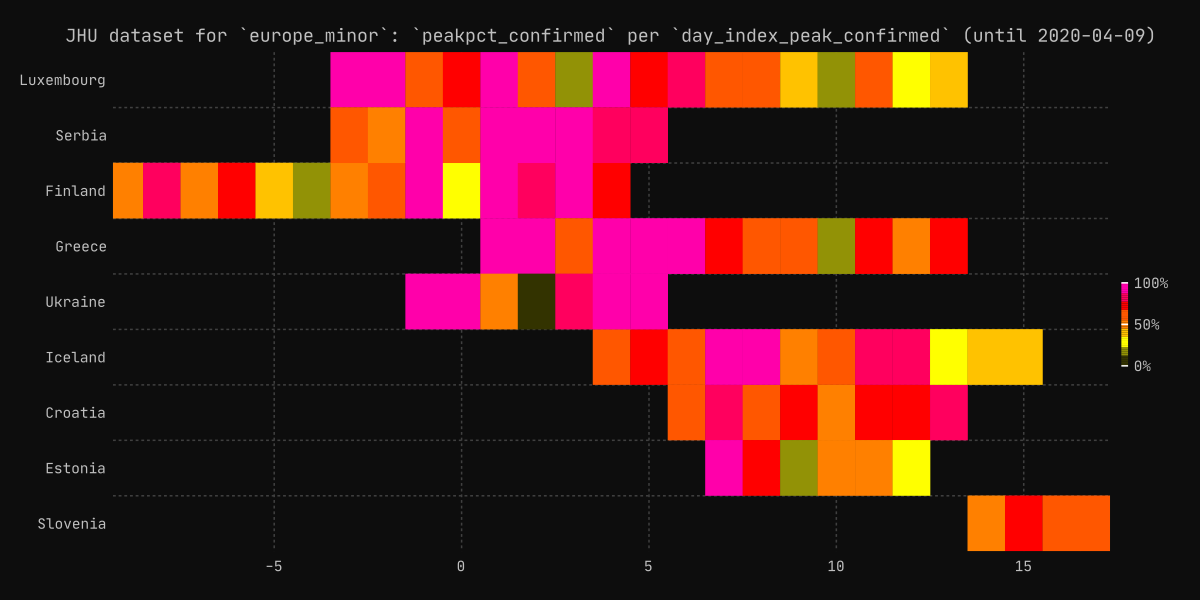 JHU dataset for `europe_minor`: `peakpct_confirmed` per `day_index_peak_confirmed` (until 2020-04-09)
Luxembourg
Serbia
Finland
Greece
Ukraine
Iceland
Croatia
Estonia
Slovenia
100%
50%
0%
−5 0 5 10 15